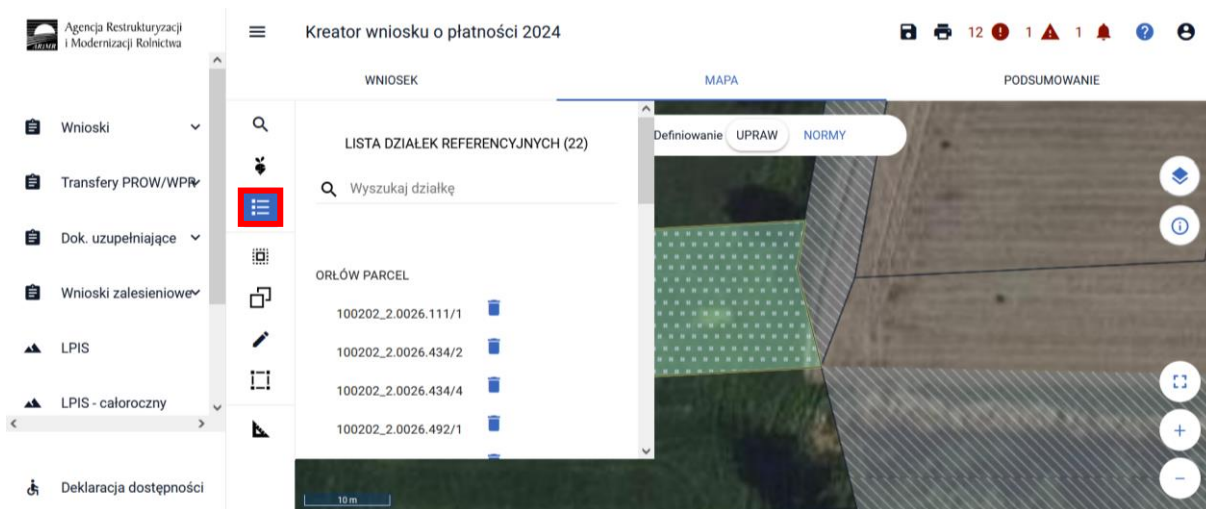 Agencja Restrukturyzacji
i Modernizacji Rolnictwa
ARiMR
Kreator wniosku o płatności 2024
12 1 1
WNIOSEK MAPA PODSUMOWANIE
Wnioski
Transfery PROW/WPR
Dok. uzupełniające
Wnioski zalesieniowe
LPIS
LPIS - całoroczny
Deklaracja dostępności
LISTA DZIAŁEK REFERENCYJNYCH (22)
Wyszukaj działkę
ORŁÓW PARCEL
100202_2.0026.111/1
100202_2.0026.434/2
100202_2.0026.434/4
100202_2.0026.492/1
Definiowanie UPRAW NORMY
10 m